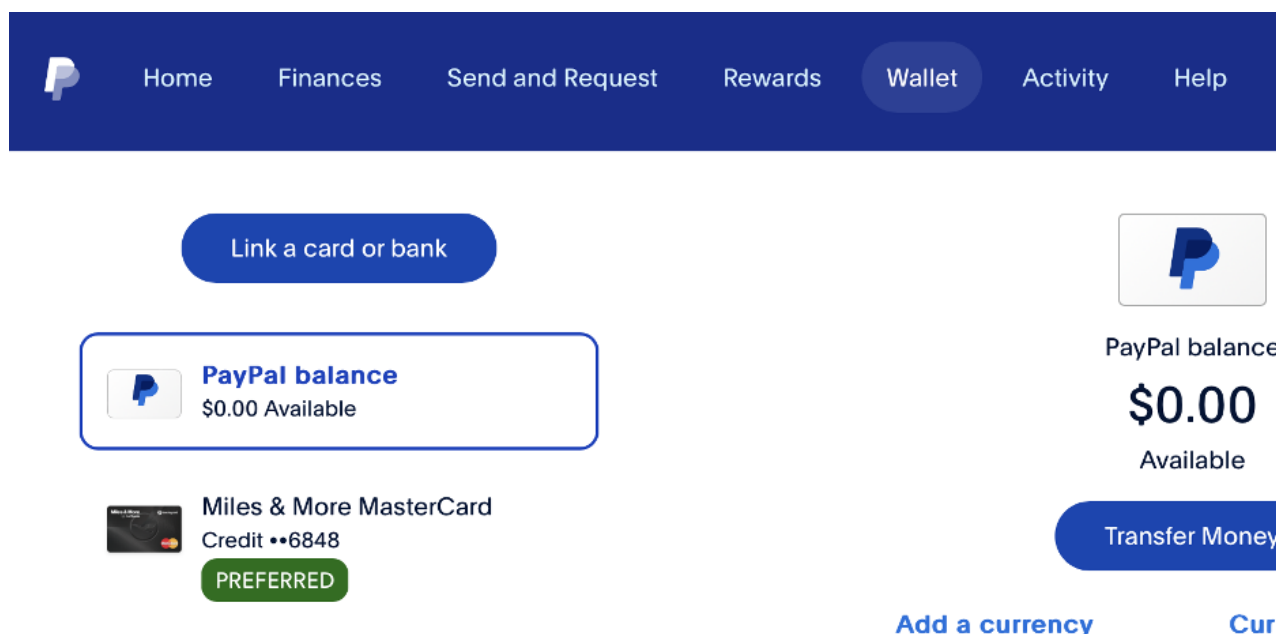 Home Finances Send and Request Rewards Wallet Activity Help
Link a card or bank
PayPal balance
$0.00 Available
Miles & More MasterCard
Credit ••6848
PREFERRED
PayPal balance
$0.00
Available
Transfer Money
Add a currency
Cur